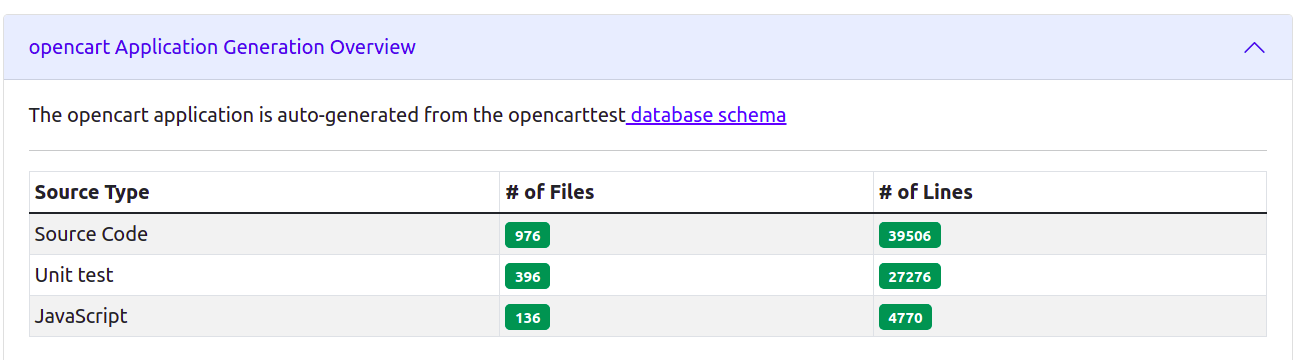 opencart Application Generation Overview
The opencart application is auto-generated from the opencarttest database schema
Source Type # of Files # of Lines
Source Code 976 39506
Unit test 396 27276
JavaScript 136 4770